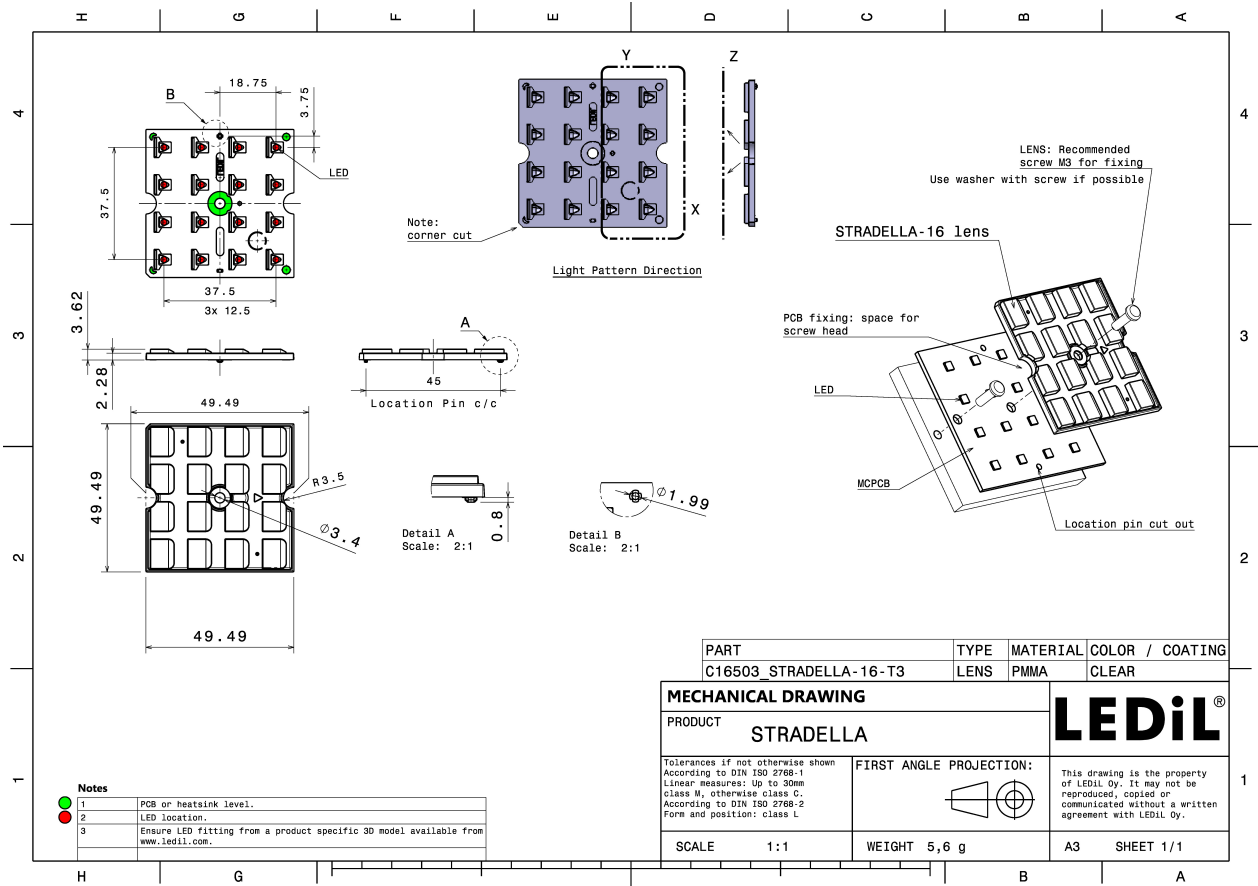 H G F E D C B A
4
4
3
3
2
2
1
1
18.75
3.75
B
LED
37.5
37.5
3x 12.5
Y
Z
X
Note:
corner cut
Light Pattern Direction
LENS: Recommended
screw M3 for fixing
Use washer with screw if possible
STRADELLA-16 lens
PCB fixing: space for
screw head
LED
MCPCB
Location pin cut out
3.62
2.28
A
45
Location Pin c/c
49.49
49.49
R3.5
Ø3.4
49.49
0.8
Detail A
Scale: 2:1
Ø1.99
Detail B
Scale: 2:1
PART TYPE MATERIAL COLOR / COATING
C16503_STRADELLA-16-T3 LENS PMMA CLEAR
MECHANICAL DRAWING
PRODUCT
STRADELLA
LEDiL®
Tolerances if not otherwise shown
According to DIN ISO 2768-1
Linear measures: Up to 30mm
class M, otherwise class C.
According to DIN ISO 2768-2
Form and position: class L
FIRST ANGLE PROJECTION:
This drawing is the property
of LEDiL Oy. It may not be
reproduced, copied or
communicated without a written
agreement with LEDiL Oy.
SCALE 1:1
WEIGHT 5,6 g
A3 SHEET 1/1
Notes
1 PCB or heatsink level.
2 LED location.
3 Ensure LED fitting from a product specific 3D model available from
www.ledil.com.
H G F E D C B A